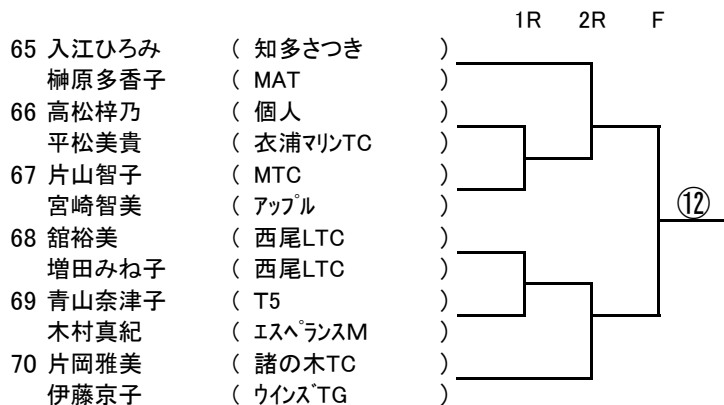 1R 2R F
65 入江ひろみ ( 知多さつき )
榊原多香子 ( MAT )
66 高松梓乃 ( 個人 )
平松美貴 ( 衣浦マリンTC )
67 片山智子 ( MTC )
宮崎智美 ( アップル )
⑫
68 舘裕美 ( 西尾LTC )
増田みね子 ( 西尾LTC )
69 青山奈津子 ( T5 )
木村真紀 ( エスペランスM )
70 片岡雅美 ( 諸の木TC )
伊藤京子 ( ウインズTG )